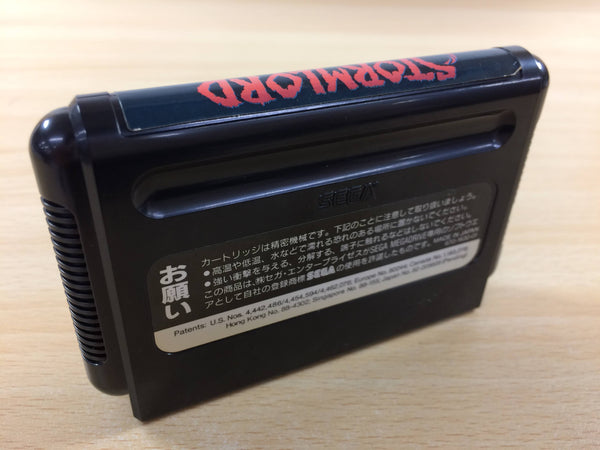 STORMLORD
SEGA
お願い
カートリッジは精密機械です。下記のことに注意して取り扱いましょう。
●高温や低温、水などで濡れる恐れのある場所に置かないでください。
●強い衝撃を与える、分解する、端子に触れるなどはしないでください。
この商品は、㈱セガ・エンタープライゼスがSEGA MEGADRIVE専用のソフトウエ
アとして自社の登録商標SEGAの使用を許諾したものです。 MADE IN JAPAN
Patents: U.S. Nos. 4,442,486/4,454,594/4,462,076; Europe No. 80244; Canada No.
Hong Kong No. 88-4302; Singapore No. 88-155; Japan No. (Pending)